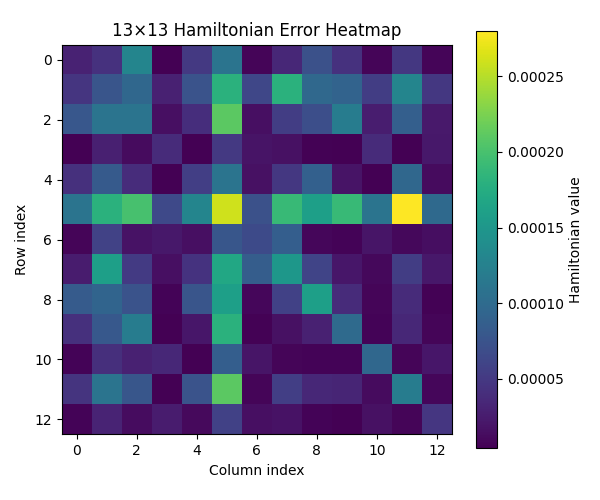 13×13 Hamiltonian Error Heatmap
0
2
4
6
8
10
12
Row index
0 2 4 6 8 10 12
Column index
0.00025
0.00020
0.00015
0.00010
0.00005
Hamiltonian value